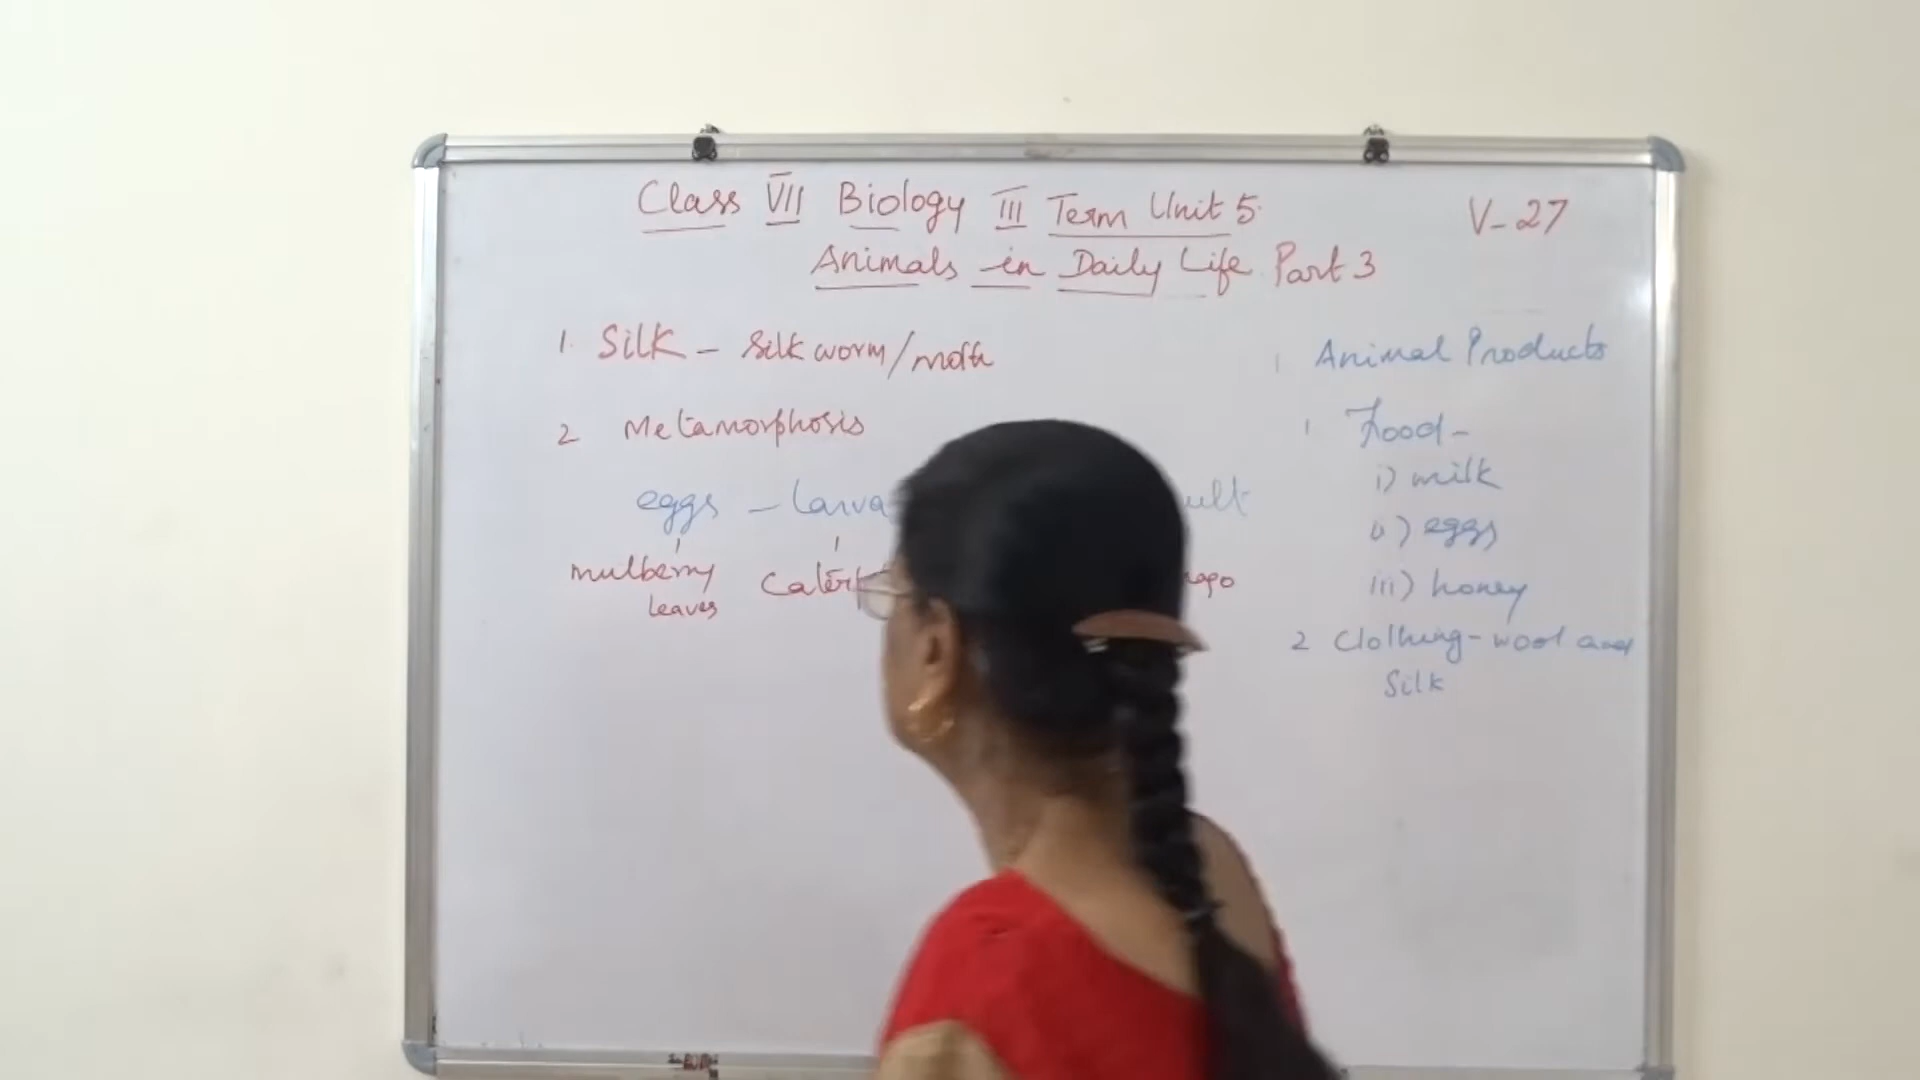 Class VII Biology III Term Unit 5.
V-27
Animals in Daily Life Part 3
1. Silk - Silk worm/moth
2 Metamorphosis
eggs - larva
mulberry
leaves
1 Animal Products
1 Food -
i) milk
ii) eggs
iii) honey
2 Clothing - wool and
Silk